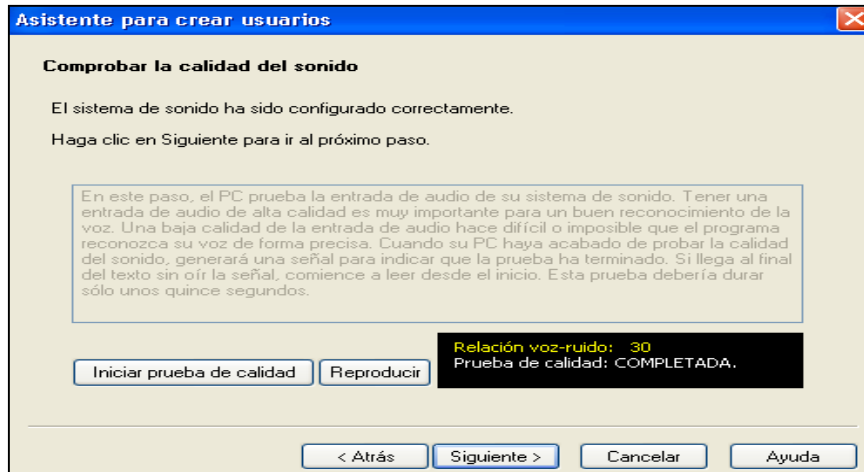 Asistente para crear usuarios
Comprobar la calidad del sonido
El sistema de sonido ha sido configurado correctamente.
Haga clic en Siguiente para ir al próximo paso.
En este paso, el PC prueba la entrada de audio de su sistema de sonido. Tener una
entrada de audio de alta calidad es muy importante para un buen reconocimiento de la
voz. Una baja calidad de la entrada de audio hace difícil o imposible que el programa
reconozca su voz de forma precisa. Cuando su PC haya acabado de probar la calidad
del sonido, generará una señal para indicar que la prueba ha terminado. Si llega al final
del texto sin oír la señal, comience a leer desde el inicio. Esta prueba debería durar
sólo unos quince segundos.
Relación voz-ruido: 30
Prueba de calidad: COMPLETADA.
Iniciar prueba de calidad Reproducir
< Atrás Siguiente > Cancelar Ayuda